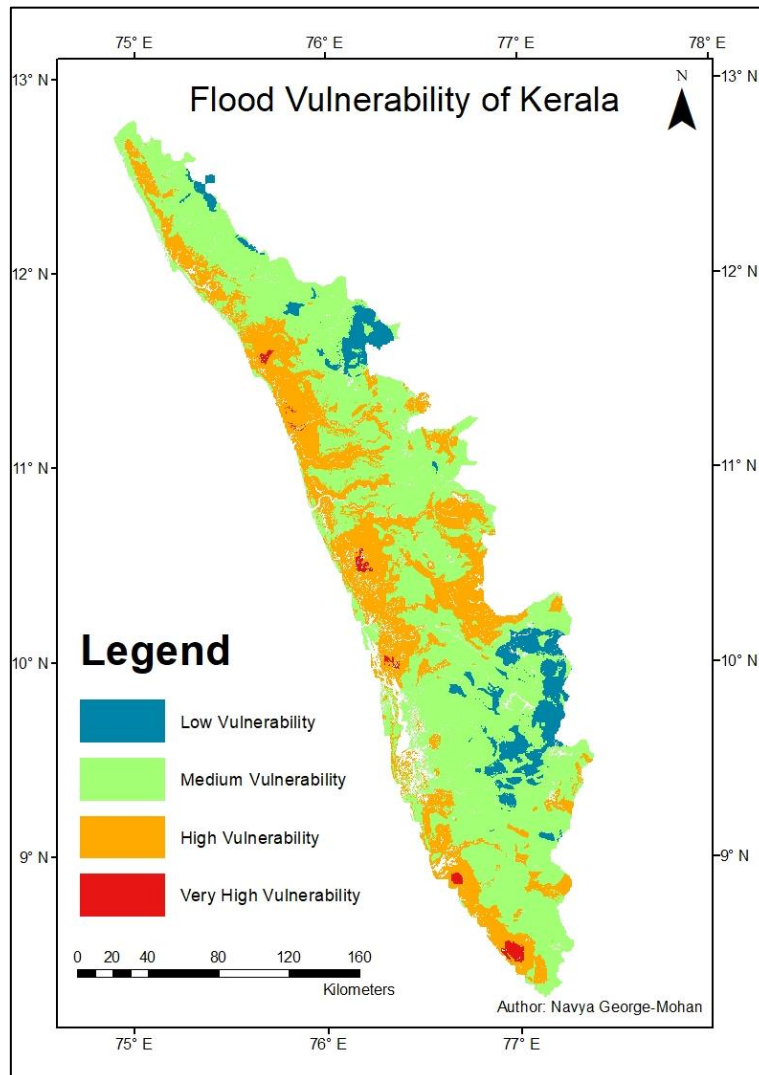 75° E 76° E 77° E 78° E
13° N 13° N
N
Flood Vulnerability of Kerala
12° N 12° N
11° N 11° N
10° N 10° N
Legend
Low Vulnerability
Medium Vulnerability
High Vulnerability
9° N 9° N
Very High Vulnerability
0 20 40 80 120 160
Kilometers
Author: Navya George-Mohan
75° E 76° E 77° E